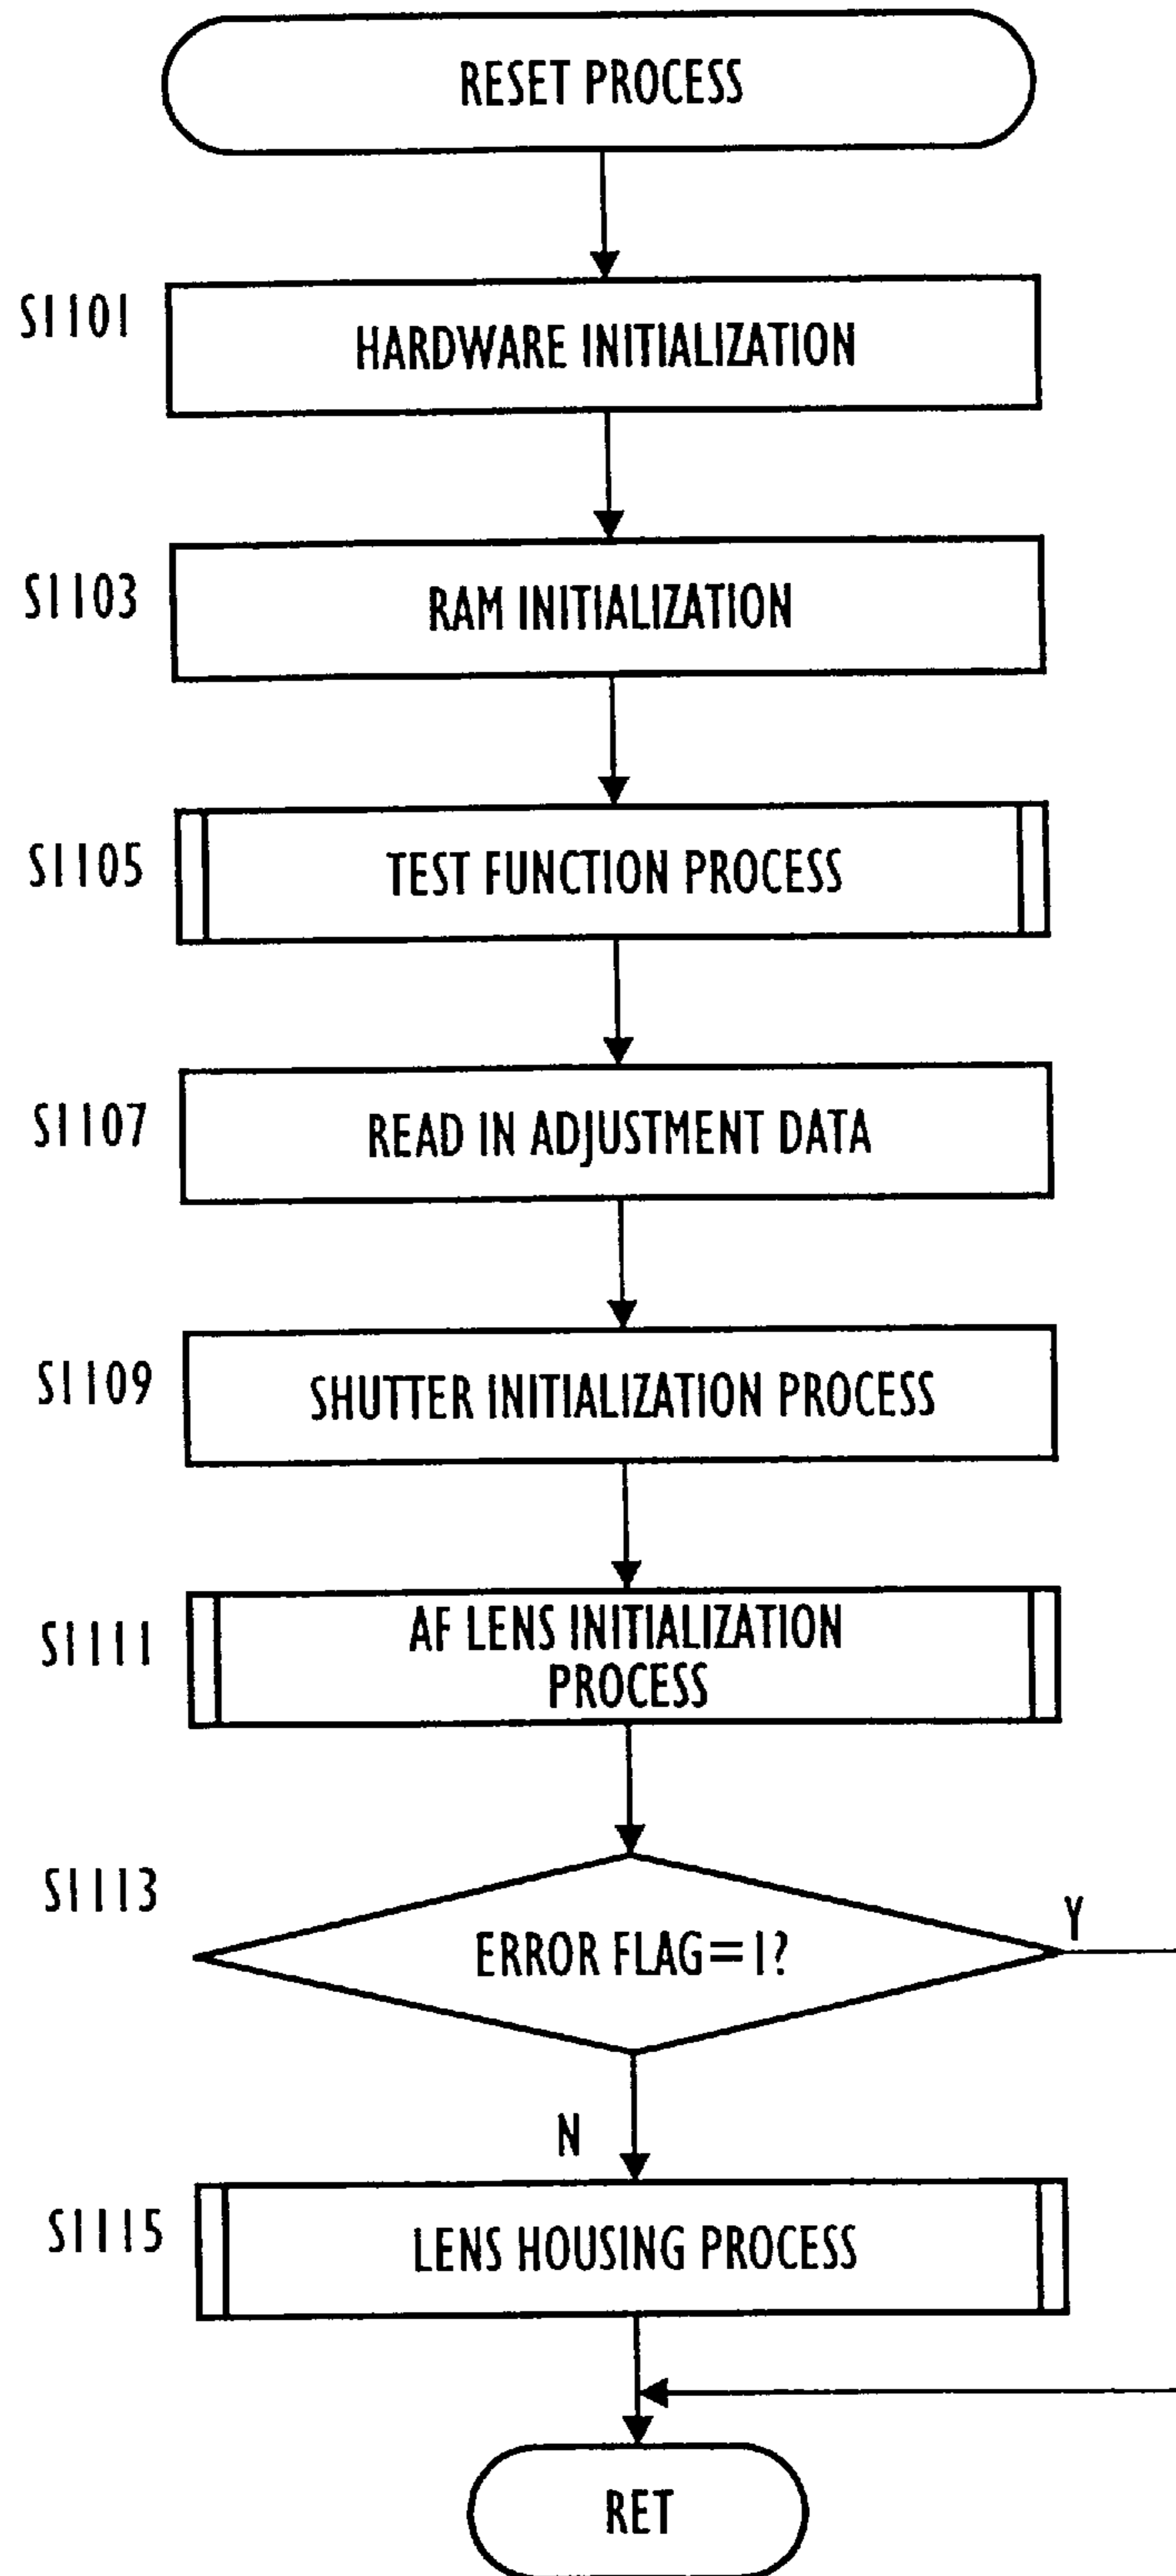 RESET PROCESS
S1101
HARDWARE INITIALIZATION
S1103
RAM INITIALIZATION
S1105
TEST FUNCTION PROCESS
S1107
READ IN ADJUSTMENT DATA
S1109
SHUTTER INITIALIZATION PROCESS
S1111
AF LENS INITIALIZATION
PROCESS
S1113
ERROR FLAG=1?
Y
N
S1115
LENS HOUSING PROCESS
RET